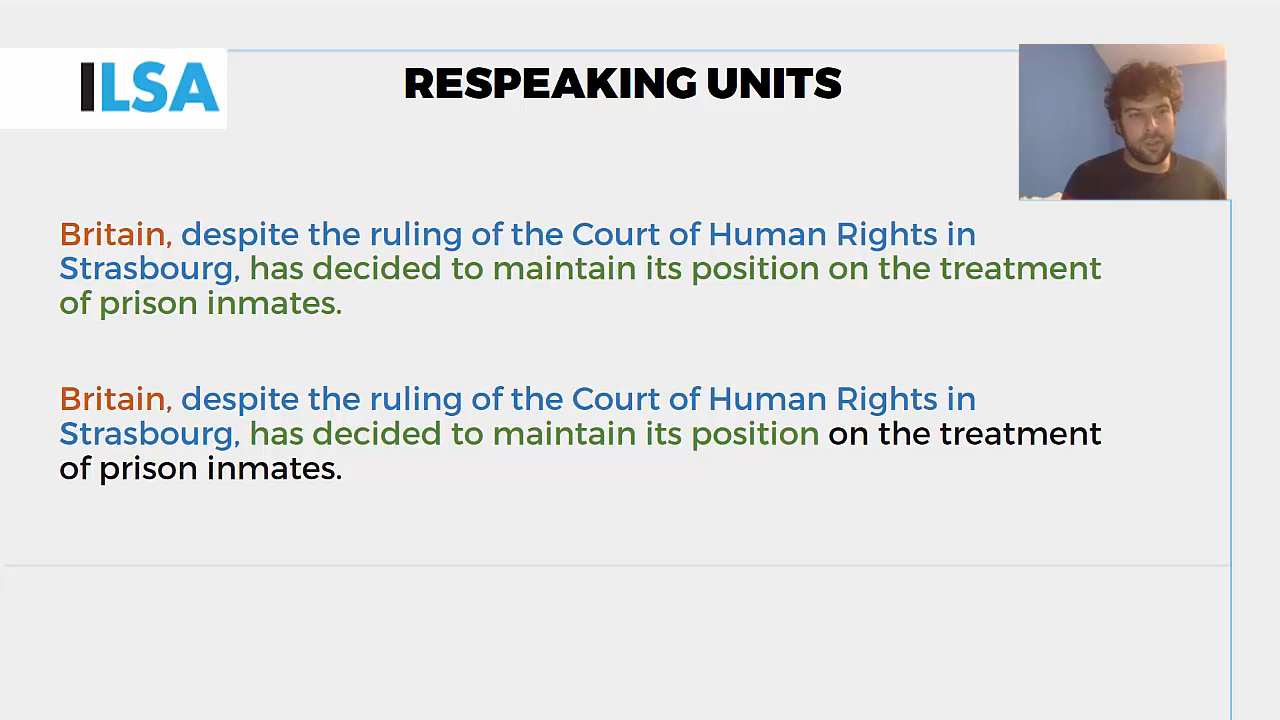 ILSA
RESPEAKING UNITS
Britain, despite the ruling of the Court of Human Rights in
Strasbourg, has decided to maintain its position on the treatment
of prison inmates.
Britain, despite the ruling of the Court of Human Rights in
Strasbourg, has decided to maintain its position on the treatment
of prison inmates.